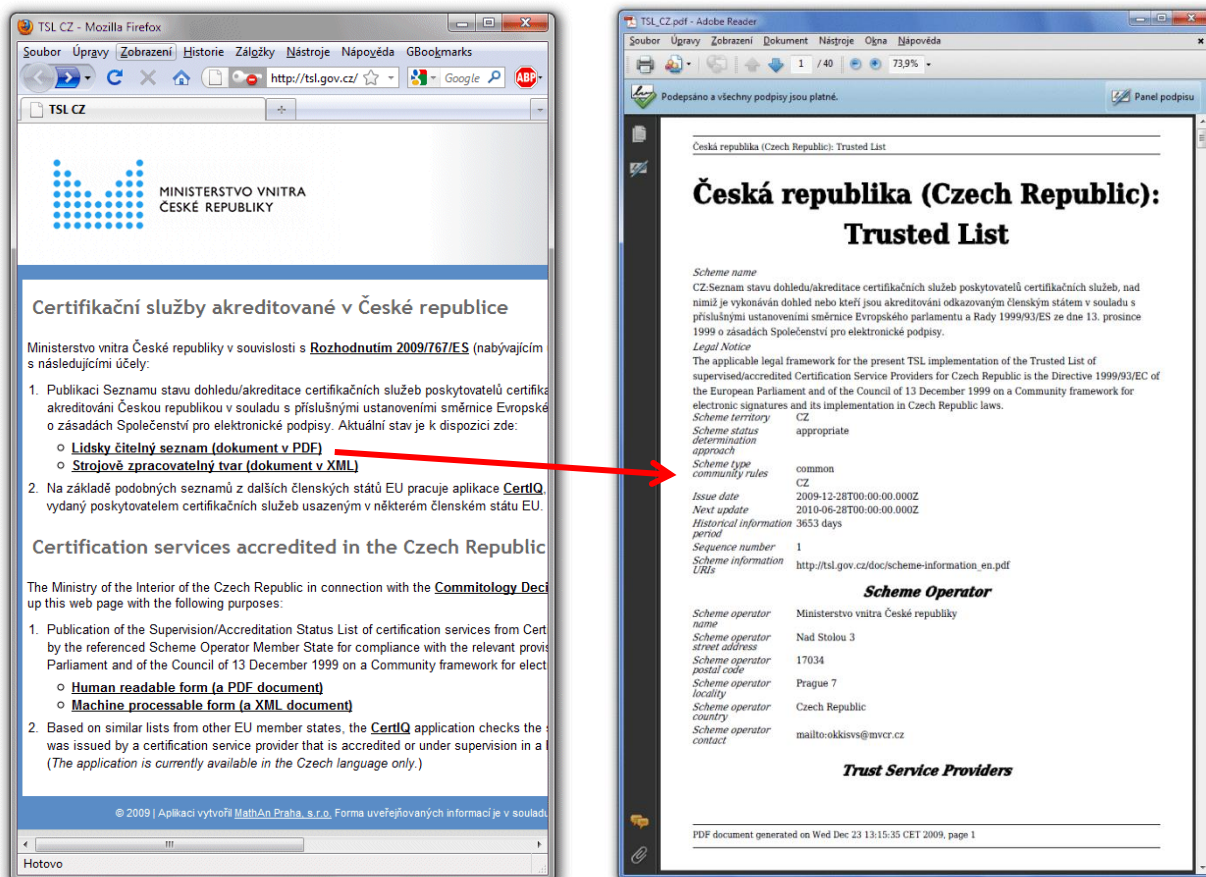 TSL CZ - Mozilla Firefox
Soubor Úpravy Zobrazení Historie Záložky Nástroje Nápověda GBookmarks
http://tsl.gov.cz/
Google
ABP
TSL CZ
MINISTERSTVO VNITRA
ČESKÉ REPUBLIKY
Certifikační služby akreditované v České republice
Ministerstvo vnitra České republiky v souvislosti s Rozhodnutím 2009/767/ES (nabývajícím
s následujícími účely:
1. Publikaci Seznamu stavu dohledu/akreditace certifikačních služeb poskytovatelů certifika
akreditováni Českou republikou v souladu s příslušnými ustanoveními směrnice Evropské
o zásadách Společenství pro elektronické podpisy. Aktuální stav je k dispozici zde:
Lidsky čitelný seznam (dokument v PDF)
Strojově zpracovatelný tvar (dokument v XML)
2. Na základě podobných seznamů z dalších členských států EU pracuje aplikace CertIQ,
vydaný poskytovatelem certifikačních služeb usazeným v některém členském státu EU.
Certification services accredited in the Czech Republic
The Ministry of the Interior of the Czech Republic in connection with the Commitology Deci
up this web page with the following purposes:
1. Publication of the Supervision/Accreditation Status List of certification services from Cert
by the referenced Scheme Operator Member State for compliance with the relevant provis
Parliament and of the Council of 13 December 1999 on a Community framework for elect
Human readable form (a PDF document)
Machine processable form (a XML document)
2. Based on similar lists from other EU member states, the CertIQ application checks the s
was issued by a certification service provider that is accredited or under supervision in a
(The application is currently available in the Czech language only.)
© 2009 | Aplikaci vytvořil MathAn Praha, s.r.o. Forma uveřejňovaných informací je v souladu
Hotovo
TSL_CZ.pdf - Adobe Reader
Soubor Úpravy Zobrazení Dokument Nástroje Okna Nápověda
1 / 40 73,9%
Podepsáno a všechny podpisy jsou platné.
Panel podpisu
Česká republika (Czech Republic): Trusted List
Česká republika (Czech Republic):
Trusted List
Scheme name
CZ:Seznam stavu dohledu/akreditace certifikačních služeb poskytovatelů certifikačních služeb, nad
nimiž je vykonáván dohled nebo kteří jsou akreditováni odkazovaným členským státem v souladu s
příslušnými ustanoveními směrnice Evropského parlamentu a Rady 1999/93/ES ze dne 13. prosince
1999 o zásadách Společenství pro elektronické podpisy.
Legal Notice
The applicable legal framework for the present TSL implementation of the Trusted List of
supervised/accredited Certification Service Providers for Czech Republic is the Directive 1999/93/EC of
the European Parliament and of the Council of 13 December 1999 on a Community framework for
electronic signatures and its implementation in Czech Republic laws.
Scheme territory CZ
Scheme status appropriate
determination
approach
Scheme type
community rules common
CZ
Issue date 2009-12-28T00:00:00.000Z
Next update 2010-06-28T00:00:00.000Z
Historical information 3653 days
period
Sequence number 1
Scheme information
URIs http://tsl.gov.cz/doc/scheme-information_en.pdf
Scheme Operator
Scheme operator Ministerstvo vnitra České republiky
name
Scheme operator Nad Stolou 3
street address
Scheme operator 17034
postal code
Scheme operator Prague 7
locality
Scheme operator Czech Republic
country
Scheme operator
contact mailto:okkisvs@mvcr.cz
Trust Service Providers
PDF document generated on Wed Dec 23 13:15:35 CET 2009, page 1